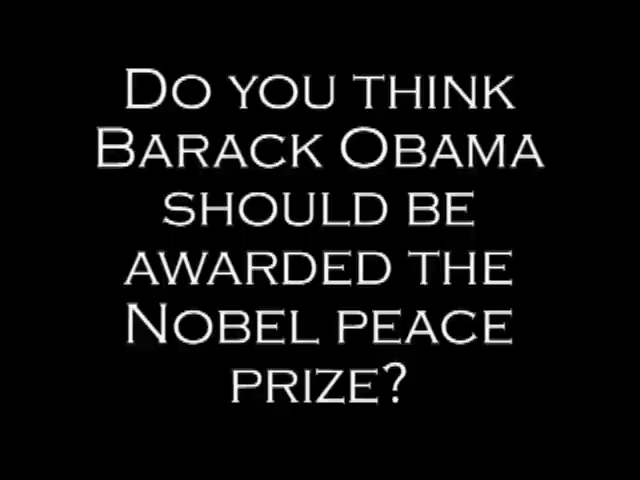 Do you think
Barack Obama
should be
awarded the
Nobel peace
prize?